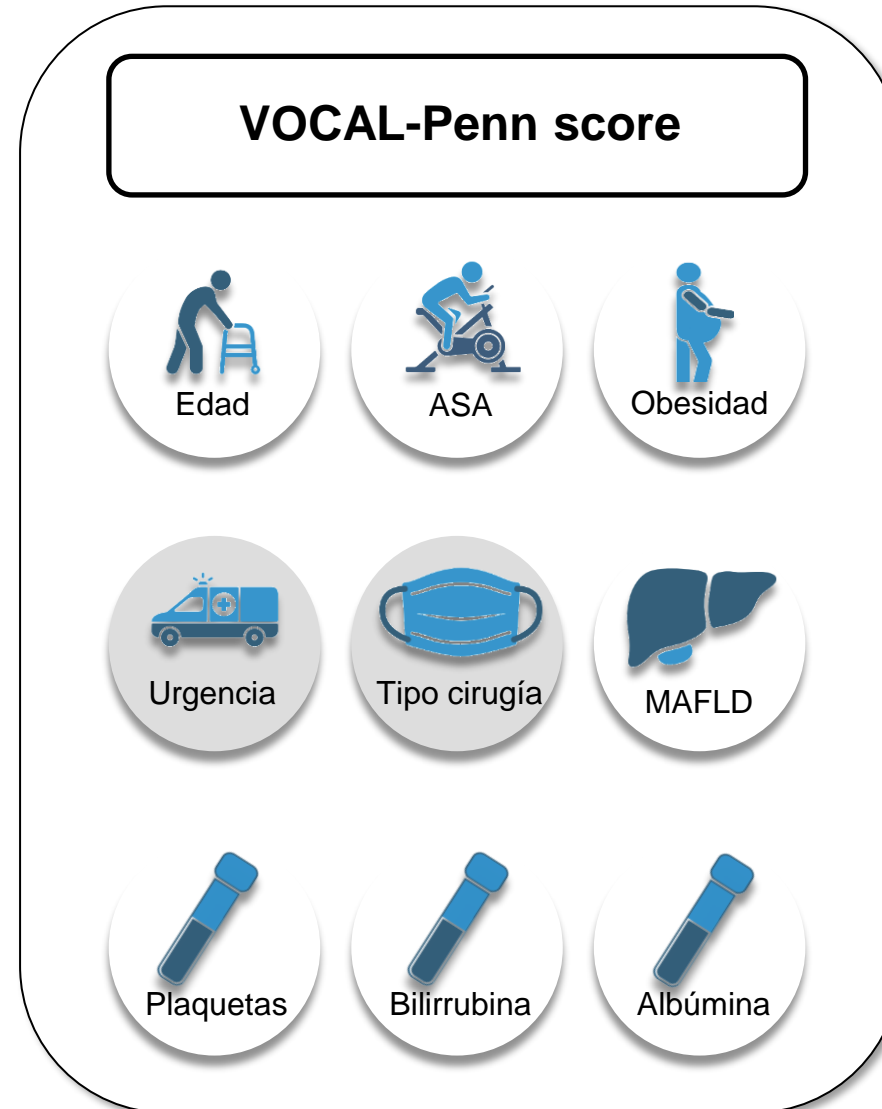 VOCAL-Penn score
Edad
ASA
Obesidad
Urgencia
Tipo cirugía
MAFLD
Plaquetas
Bilirrubina
Albúmina